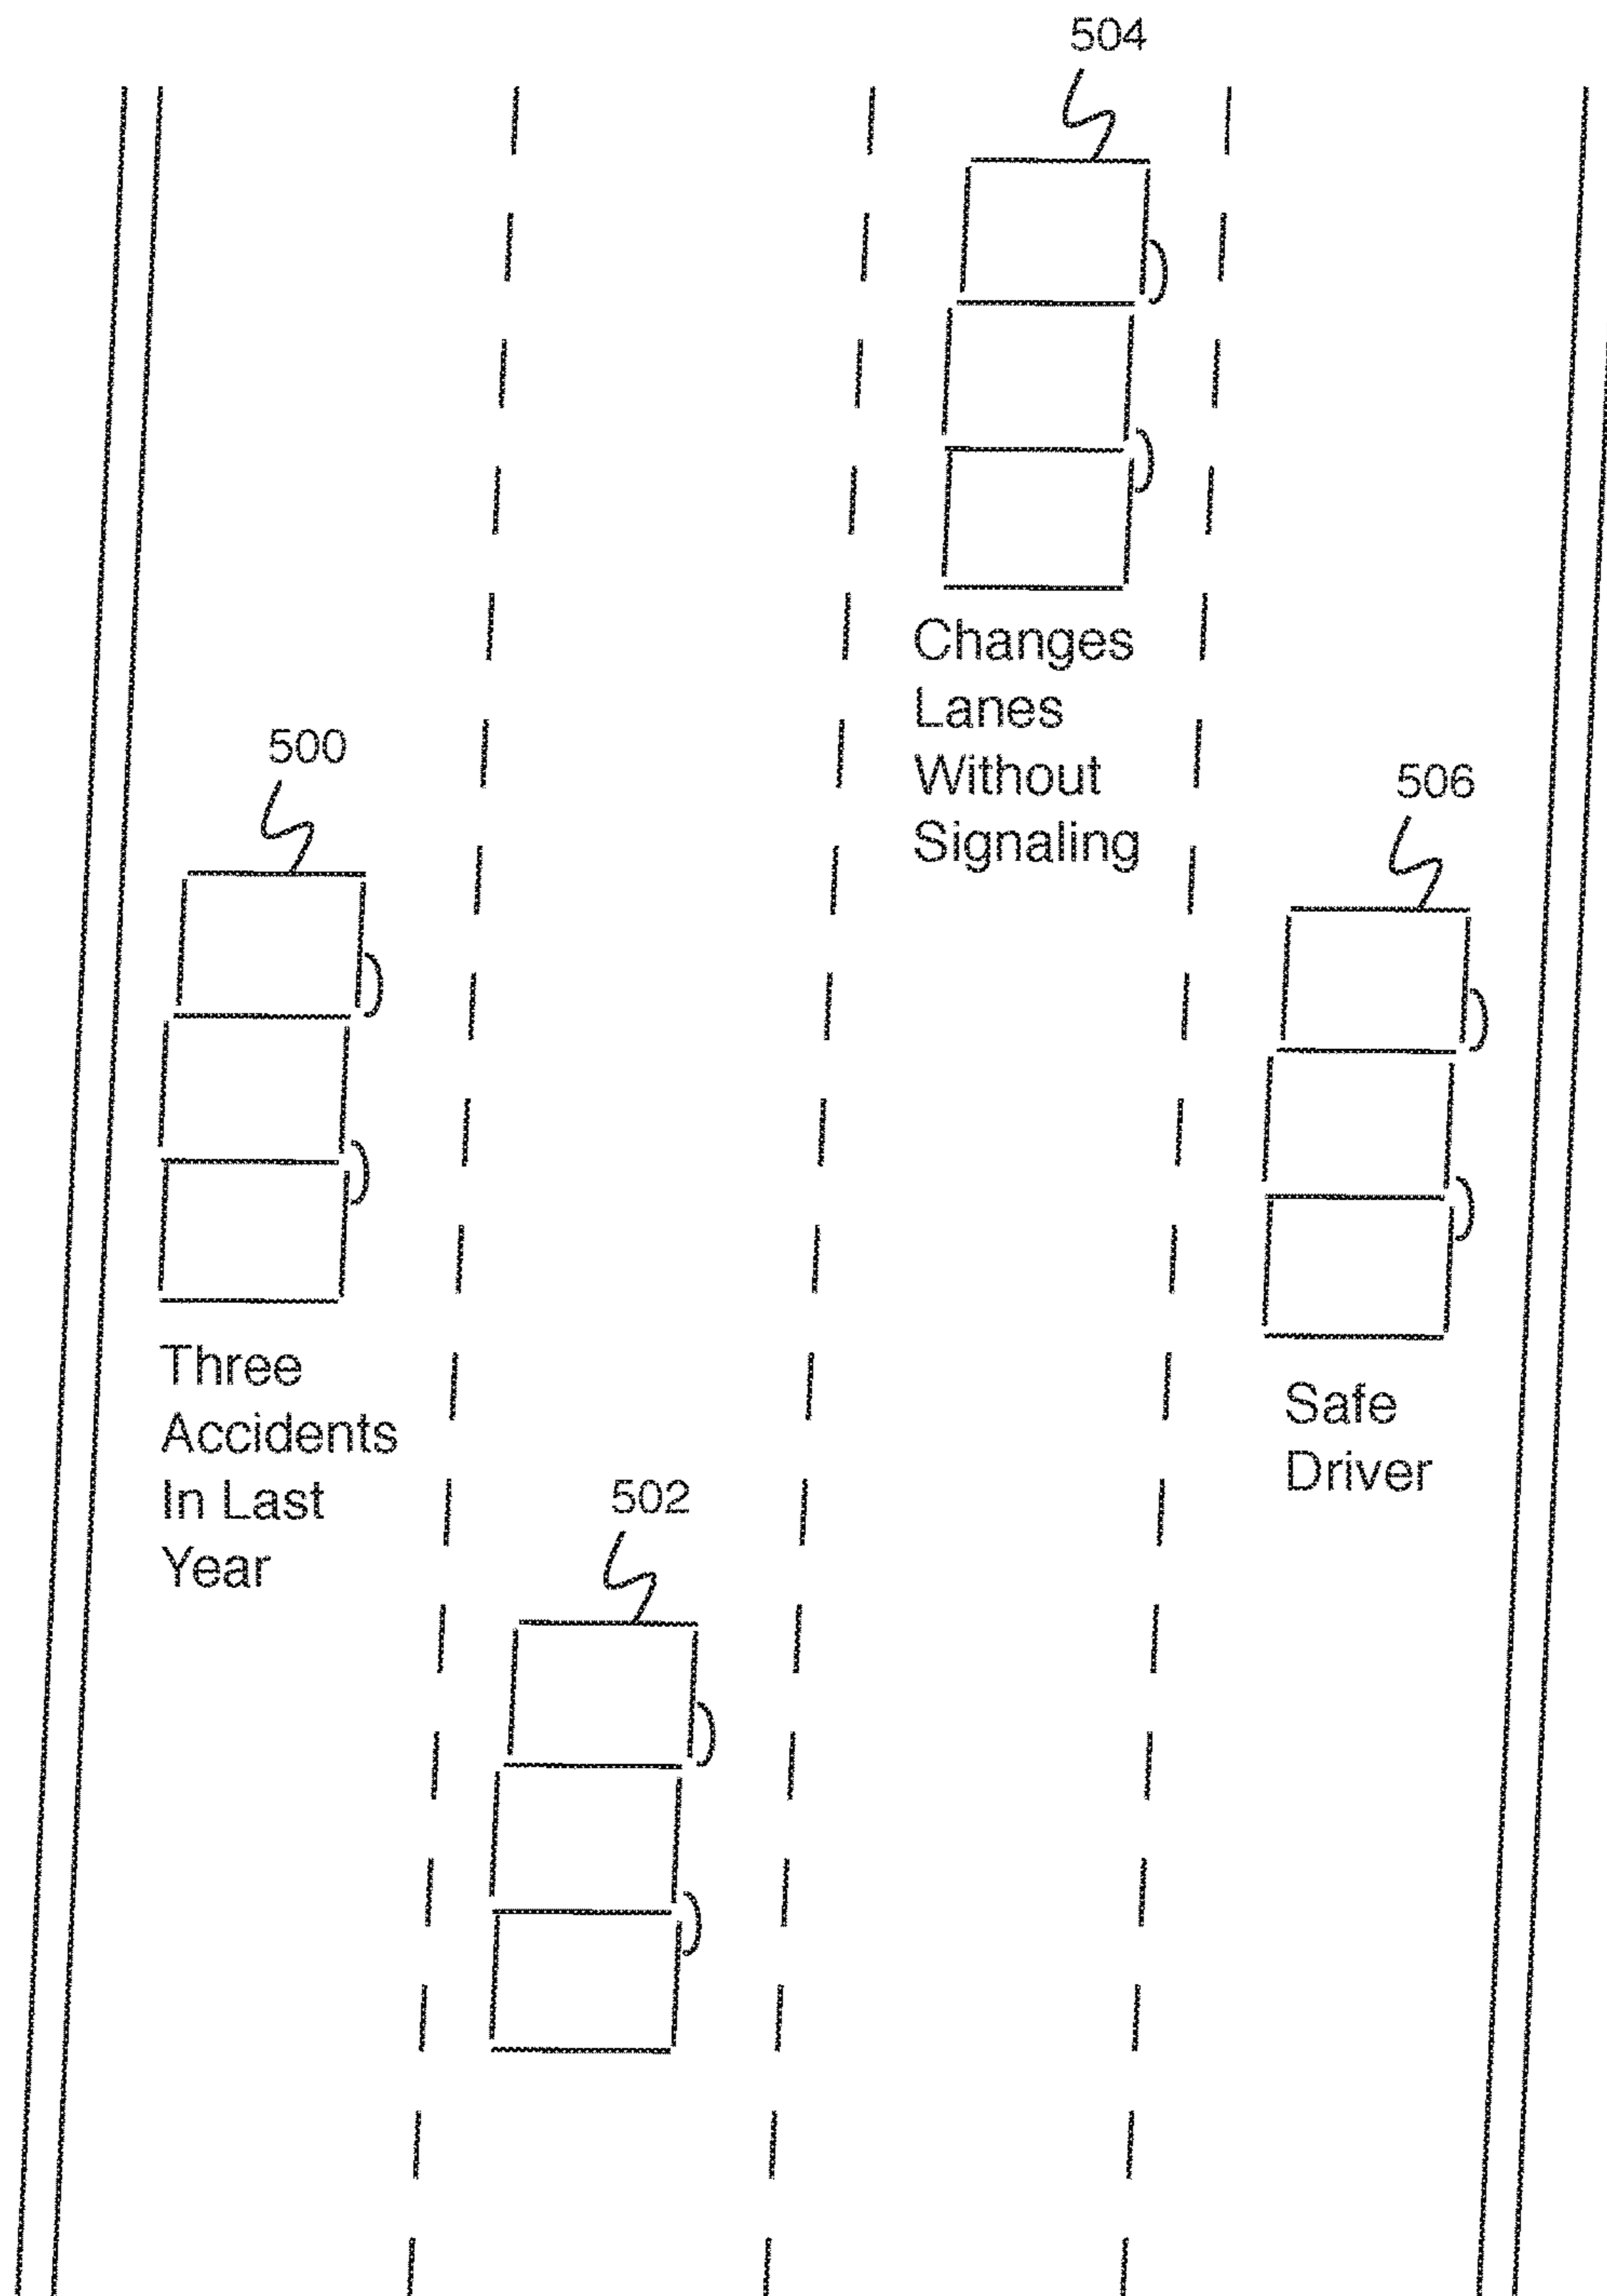 504
Changes
Lanes
Without
Signaling
500
506
Three
Accidents
In Last
Year
Safe
Driver
502